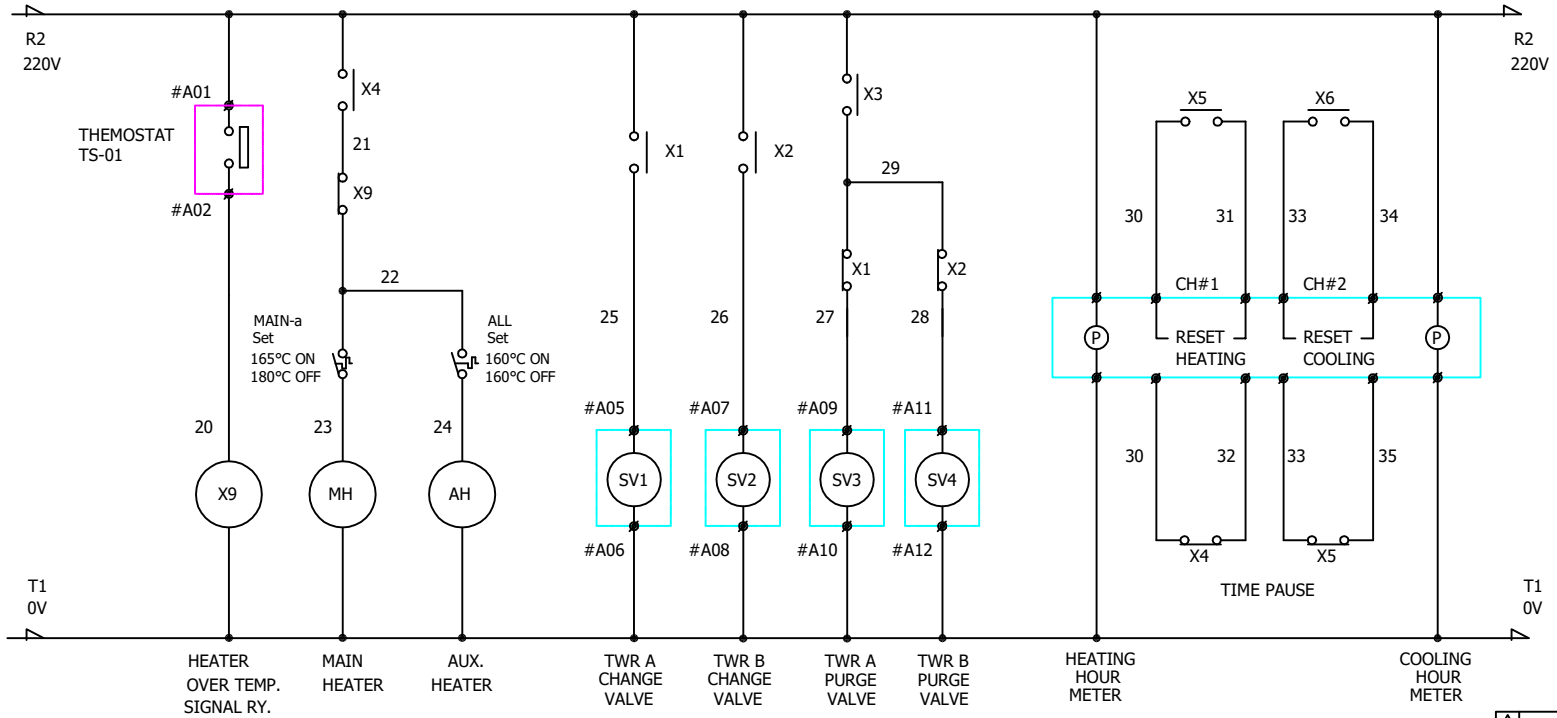 R2
220V
R2
220V
#A01
THEMOSTAT
TS-01
#A02
X4
21
X9
22
MAIN-a
Set
165°C ON
180°C OFF
ALL
Set
160°C ON
160°C OFF
20
23
24
X9
MH
AH
X1
X2
X3
29
X1
X2
25
26
27
28
#A05
#A07
#A09
#A11
SV1
SV2
SV3
SV4
#A06
#A08
#A10
#A12
X5
X6
30
31
33
34
CH#1
CH#2
P
RESET
HEATING
RESET
COOLING
P
30
32
33
35
X4
X5
TIME PAUSE
T1
0V
T1
0V
HEATER
OVER TEMP.
SIGNAL RY.
MAIN
HEATER
AUX.
HEATER
TWR A
CHANGE
VALVE
TWR B
CHANGE
VALVE
TWR A
PURGE
VALVE
TWR B
PURGE
VALVE
HEATING
HOUR
METER
COOLING
HOUR
METER